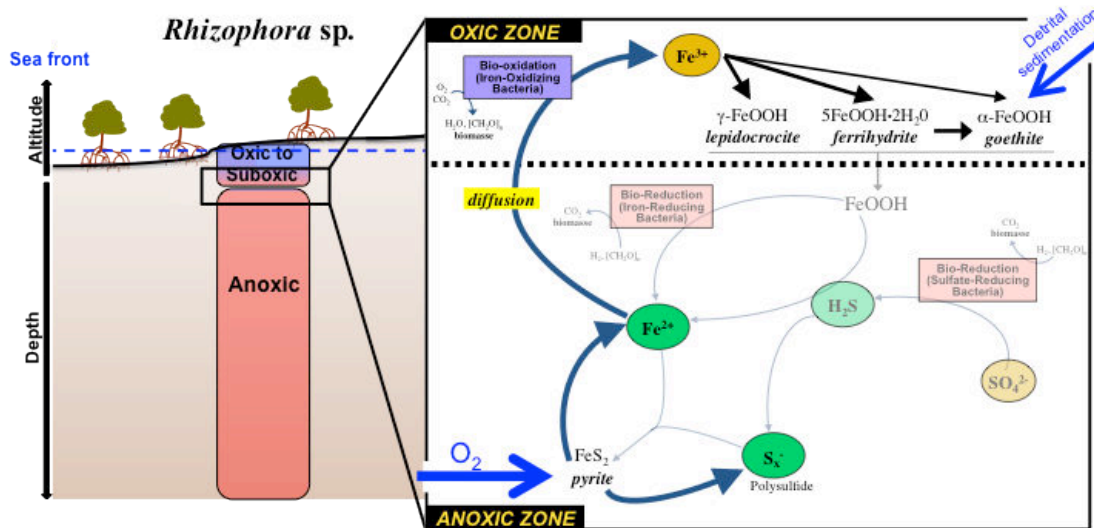 Rhizophora sp.
Sea front
Altitude
Depth
Oxic to
Suboxic
Anoxic
OXIC ZONE
Detrital
sedimentation
Bio-oxidation
(Iron-Oxidizing
Bacteria)
O2
CO2
H2O, [CH2O]n
biomasse
Fe3+
γ-FeOOH
lepidocrocite
5FeOOH·2H20
ferrihydrite
α-FeOOH
goethite
diffusion
Bio-Reduction
(Iron-Reducing
Bacteria)
CO2
biomasse
H2, [CH2O]n
FeOOH
CO2
biomasse
H2, [CH2O]n
Bio-Reduction
(Sulfate-Reducing
Bacteria)
H2S
Fe2+
SO42-
O2
FeS2
pyrite
Sx-
Polysulfide
ANOXIC ZONE